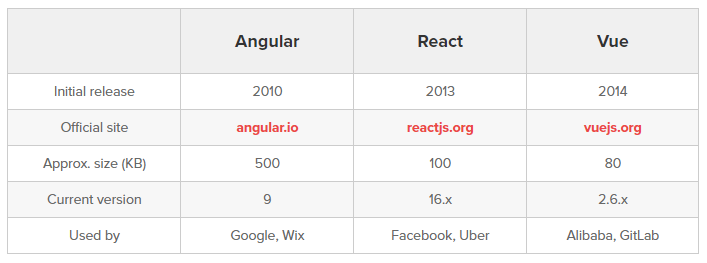 Angular React Vue
Initial release 2010 2013 2014
Official site angular.io reactjs.org vuejs.org
Approx. size (KB) 500 100 80
Current version 9 16.x 2.6.x
Used by Google, Wix Facebook, Uber Alibaba, GitLab